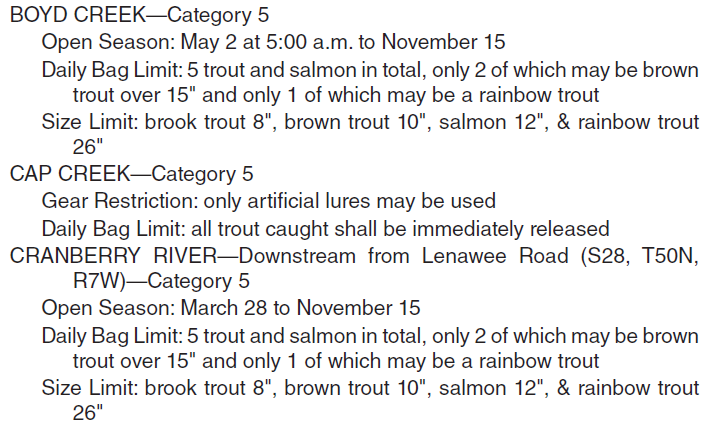 BOYD CREEK—Category 5
Open Season: May 2 at 5:00 a.m. to November 15
Daily Bag Limit: 5 trout and salmon in total, only 2 of which may be brown
trout over 15" and only 1 of which may be a rainbow trout
Size Limit: brook trout 8", brown trout 10", salmon 12", & rainbow trout
26"
CAP CREEK—Category 5
Gear Restriction: only artificial lures may be used
Daily Bag Limit: all trout caught shall be immediately released
CRANBERRY RIVER—Downstream from Lenawee Road (S28, T50N,
R7W)—Category 5
Open Season: March 28 to November 15
Daily Bag Limit: 5 trout and salmon in total, only 2 of which may be brown
trout over 15" and only 1 of which may be a rainbow trout
Size Limit: brook trout 8", brown trout 10", salmon 12", & rainbow trout
26"